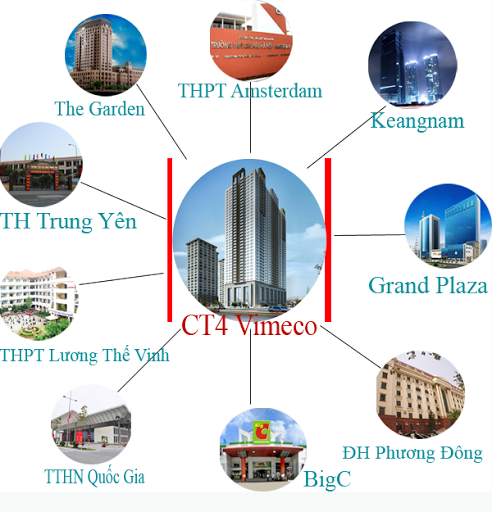 THPT Amsterdam
The Garden
Keangnam
TH Trung Yên
Grand Plaza
CT4 Vimeco
THPT Lương Thế Vinh
ĐH Phương Đông
TTHN Quốc Gia
BigC